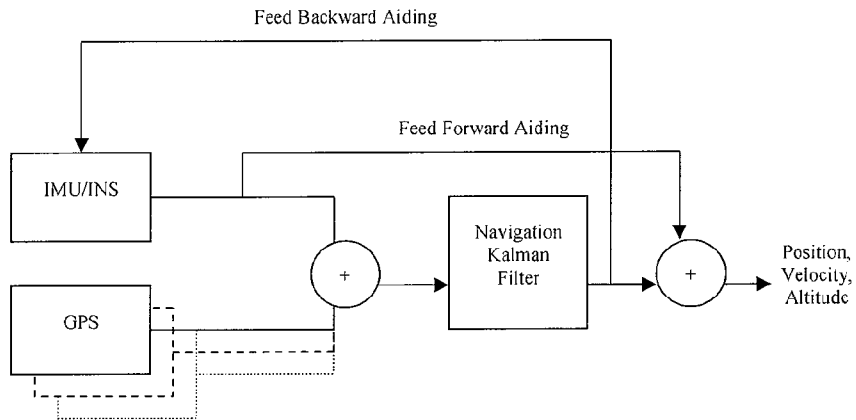 Feed Backward Aiding
Feed Forward Aiding
IMU/INS
Navigation
Kalman
Filter
+
+
Position,
Velocity,
Altitude
GPS